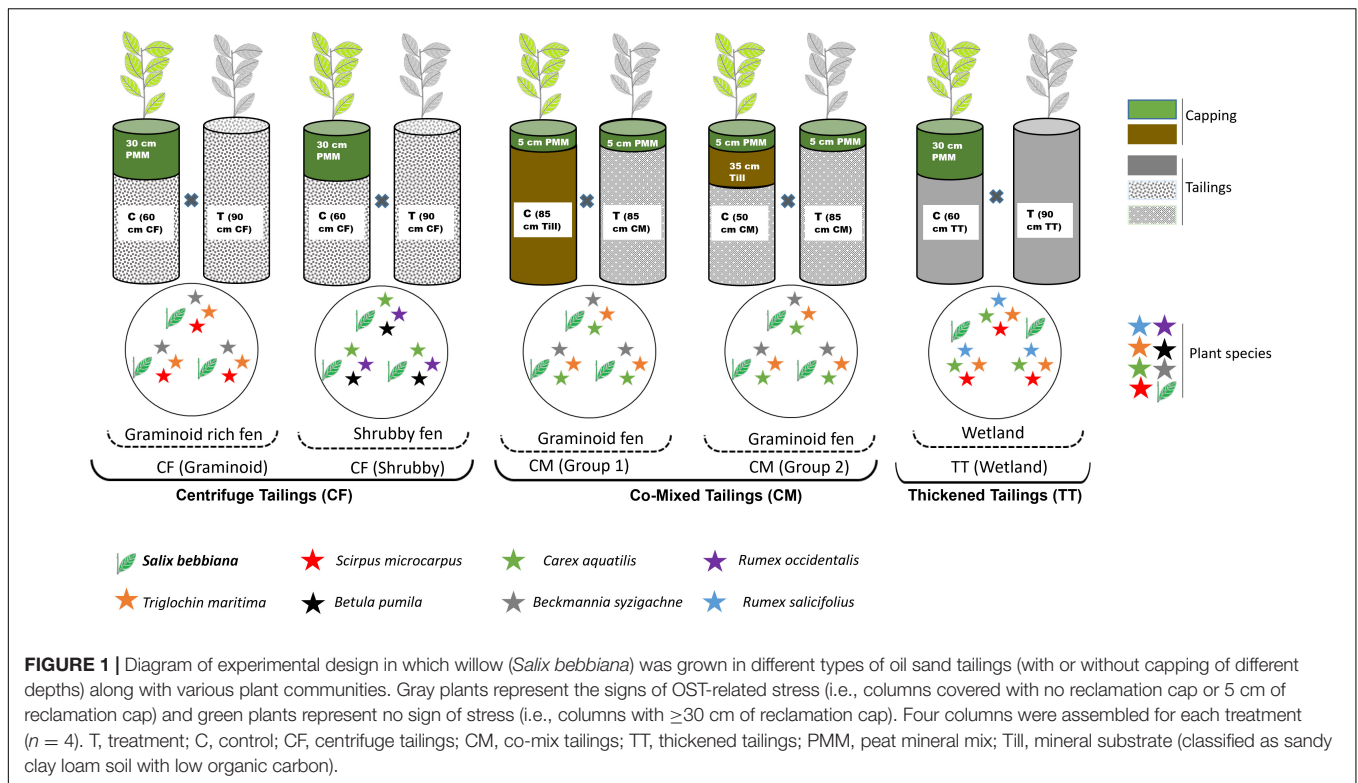 30 cm
PMM
C (60
cm CF)
T (90
cm CF)
30 cm
PMM
C (60
cm CF)
T (90
cm CF)
5 cm PMM
C (85
cm Till)
5 cm PMM
T (85
cm CM)
5 cm PMM
35 cm
Till
C (50
cm CM)
5 cm PMM
T (85
cm CM)
30 cm
PMM
C (60
cm TT)
T (90
cm TT)
Capping
Tailings
Plant species
Graminoid rich fen
Shrubby fen
Graminoid fen
Graminoid fen
Wetland
CF (Graminoid)
CF (Shrubby)
CM (Group 1)
CM (Group 2)
TT (Wetland)
Centrifuge Tailings (CF)
Co-Mixed Tailings (CM)
Thickened Tailings (TT)
Salix bebbiana
Scirpus microcarpus
Carex aquatilis
Rumex occidentalis
Triglochin maritima
Betula pumila
Beckmannia syzigachne
Rumex salicifolius
FIGURE 1 | Diagram of experimental design in which willow (Salix bebbiana) was grown in different types of oil sand tailings (with or without capping of different
depths) along with various plant communities. Gray plants represent the signs of OST-related stress (i.e., columns covered with no reclamation cap or 5 cm of
reclamation cap) and green plants represent no sign of stress (i.e., columns with ≥30 cm of reclamation cap). Four columns were assembled for each treatment
(n = 4). T, treatment; C, control; CF, centrifuge tailings; CM, co-mix tailings; TT, thickened tailings; PMM, peat mineral mix; Till, mineral substrate (classified as sandy
clay loam soil with low organic carbon).